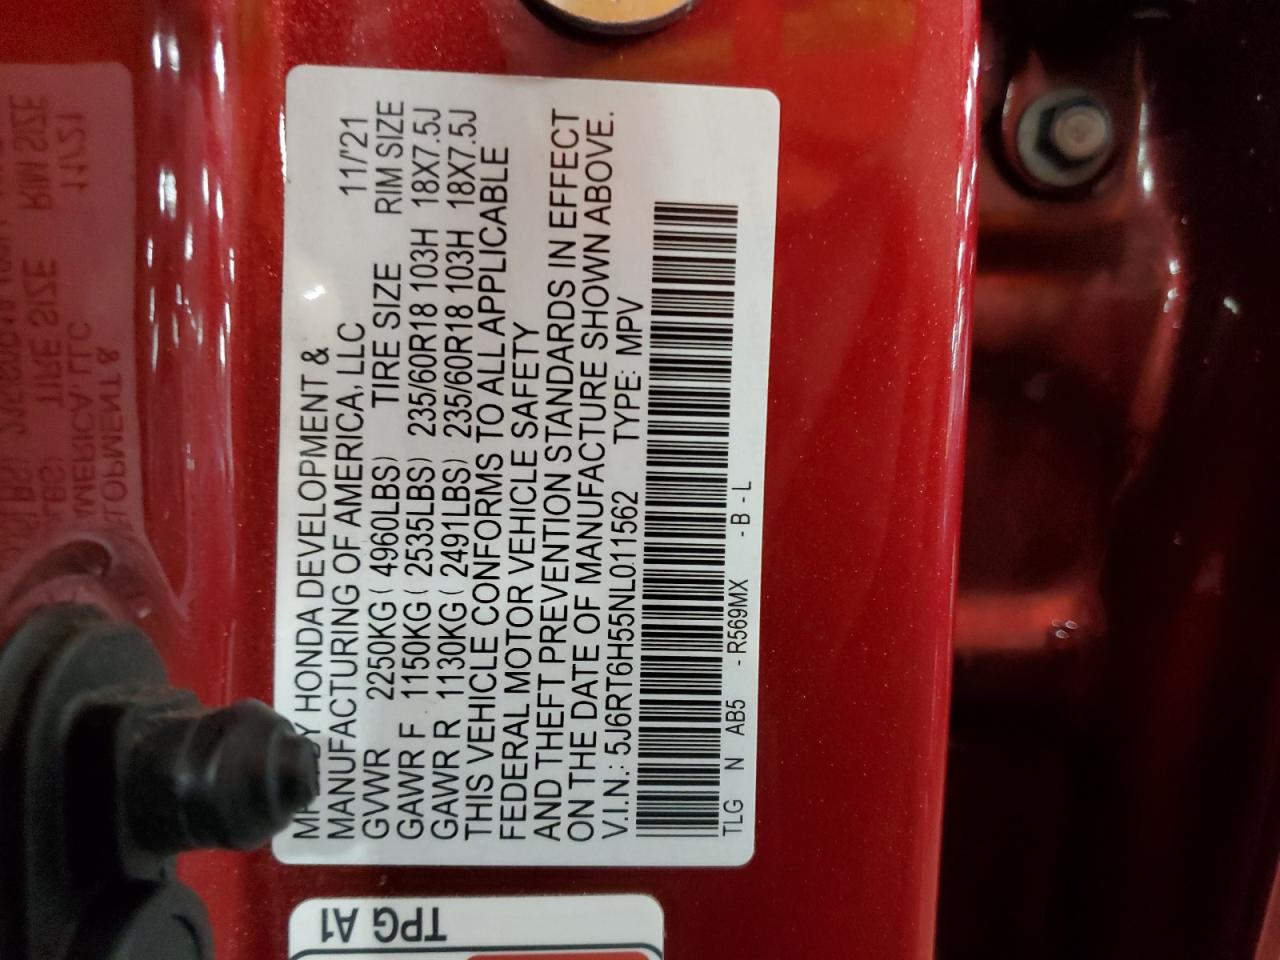 BY HONDA DEVELOPMENT &
MANUFACTURING OF AMERICA, LLC 11/'21
GVWR 2250KG ( 4960LBS) TIRE SIZE RIM SIZE
GAWR F 1150KG ( 2535LBS) 235/60R18 103H 18X7.5J
GAWR R 1130KG ( 2491LBS) 235/60R18 103H 18X7.5J
THIS VEHICLE CONFORMS TO ALL APPLICABLE
FEDERAL MOTOR VEHICLE SAFETY
AND THEFT PREVENTION STANDARDS IN EFFECT
ON THE DATE OF MANUFACTURE SHOWN ABOVE.
V.I.N.: 5J6RT6H55NL011562 TYPE: MPV
TLG N AB5 - R569MX - B - L
TPG A1